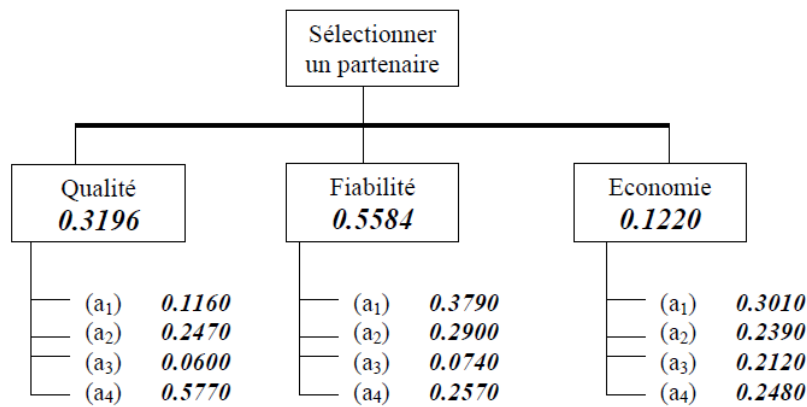 Sélectionner
un partenaire
Qualité
0.3196
Fiabilité
0.5584
Economie
0.1220
(a₁) 0.1160
(a₂) 0.2470
(a₃) 0.0600
(a₄) 0.5770
(a₁) 0.3790
(a₂) 0.2900
(a₃) 0.0740
(a₄) 0.2570
(a₁) 0.3010
(a₂) 0.2390
(a₃) 0.2120
(a₄) 0.2480